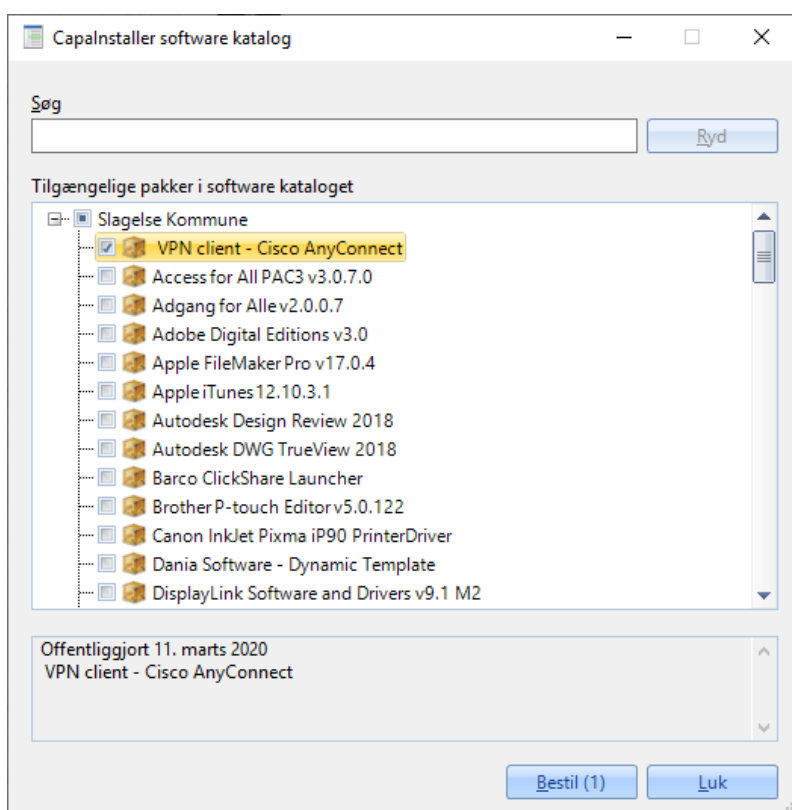 CapaInstaller software katalog
Søg
Ryd
Tilgængelige pakker i software kataloget
Slagelse Kommune
VPN client - Cisco AnyConnect
Access for All PAC3 v3.0.7.0
Adgang for Alle v2.0.0.7
Adobe Digital Editions v3.0
Apple FileMaker Pro v17.0.4
Apple iTunes 12.10.3.1
Autodesk Design Review 2018
Autodesk DWG TrueView 2018
Barco ClickShare Launcher
Brother P-touch Editor v5.0.122
Canon InkJet Pixma iP90 PrinterDriver
Dania Software - Dynamic Template
DisplayLink Software and Drivers v9.1 M2
Offentliggjort 11. marts 2020
VPN client - Cisco AnyConnect
Bestil (1)
Luk